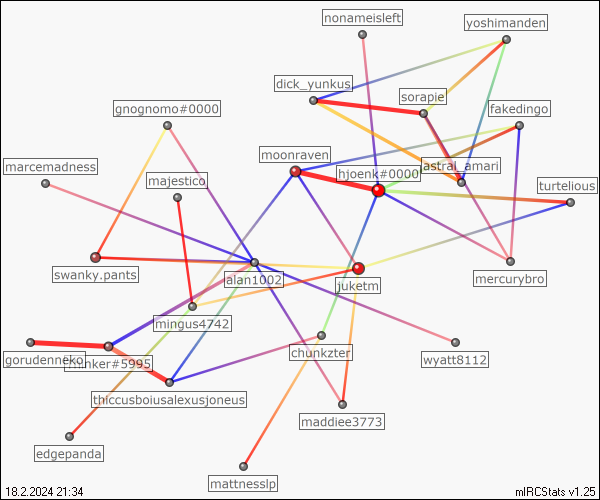 nonameisleft
yoshimanden
dick_yunkus
sorapie
gnognomo#0000
fakedingo
moonraven
marcemadness
hjoenk#0000
astral_amari
majestico
turtelious
swanky.pants
alan1002
juketm
mercurybro
mingus4742
chunkzter
wyatt8112
gorudenneko
minker#5995
thiccusboiusalexusjoneus
maddiee3773
edgepanda
mattnesslp
18.2.2024 21:34
mIRCStats v1.25